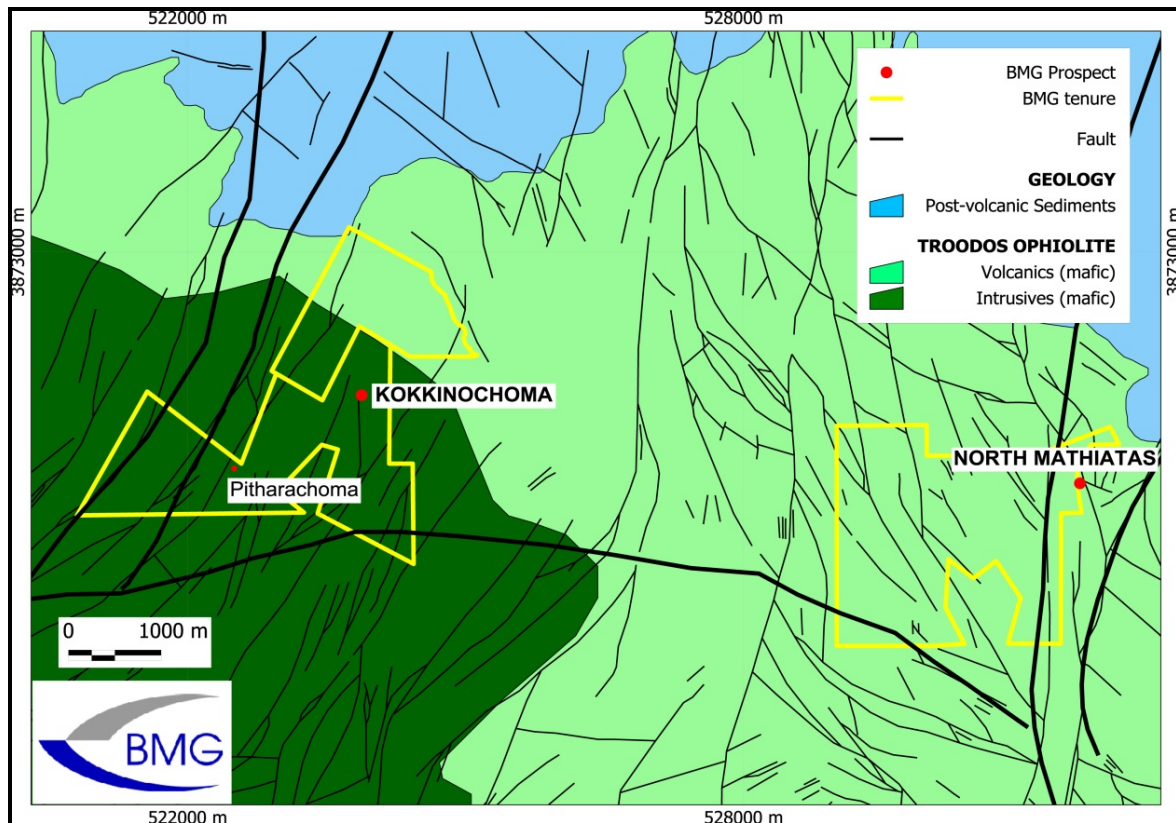 522000 m
528000 m
BMG Prospect
BMG tenure
Fault
GEOLOGY
Post-volcanic Sediments
TROODOS OPHIOLITE
Volcanics (mafic)
Intrusives (mafic)
3873000 m
3873000 m
KOKKINOCHOMA
NORTH MATHIATAS
Pitharachoma
0 1000 m
BMG
522000 m
528000 m